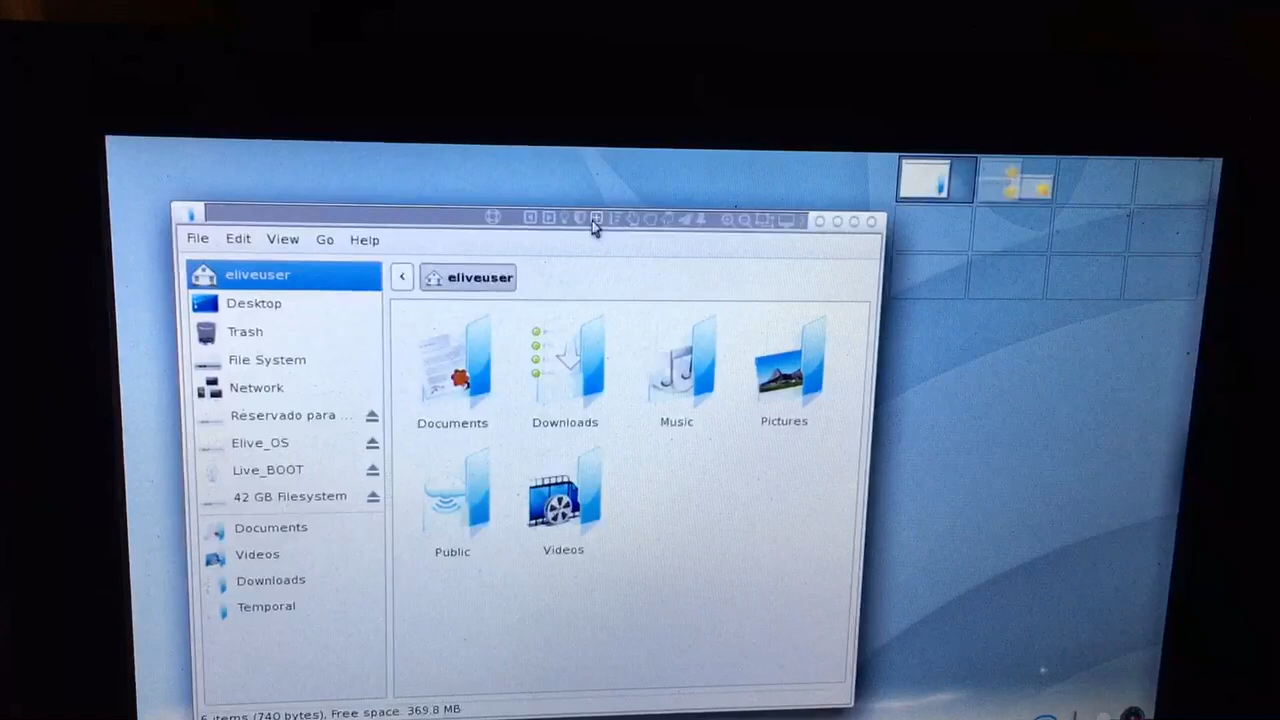 File Edit View Go Help
eliveuser
eliveuser
Desktop
Trash
File System
Network
Reservado para ...
Elive_OS
Live_BOOT
42 GB Filesystem
Documents
Videos
Downloads
Temporal
Documents Downloads Music Pictures
Public Videos
6 items (740 bytes), Free space: 369.8 MB